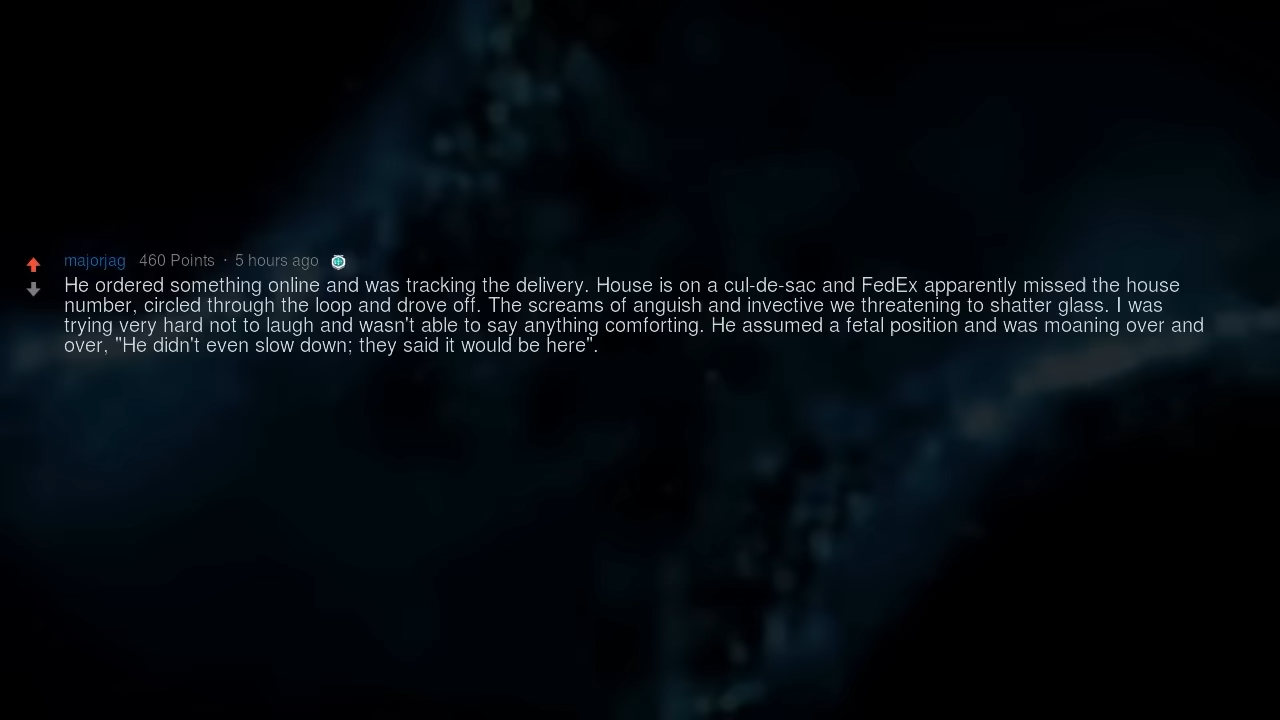 majorjag 460 Points · 5 hours ago
He ordered something online and was tracking the delivery. House is on a cul-de-sac and FedEx apparently missed the house
number, circled through the loop and drove off. The screams of anguish and invective we threatening to shatter glass. I was
trying very hard not to laugh and wasn't able to say anything comforting. He assumed a fetal position and was moaning over and
over, "He didn't even slow down; they said it would be here".